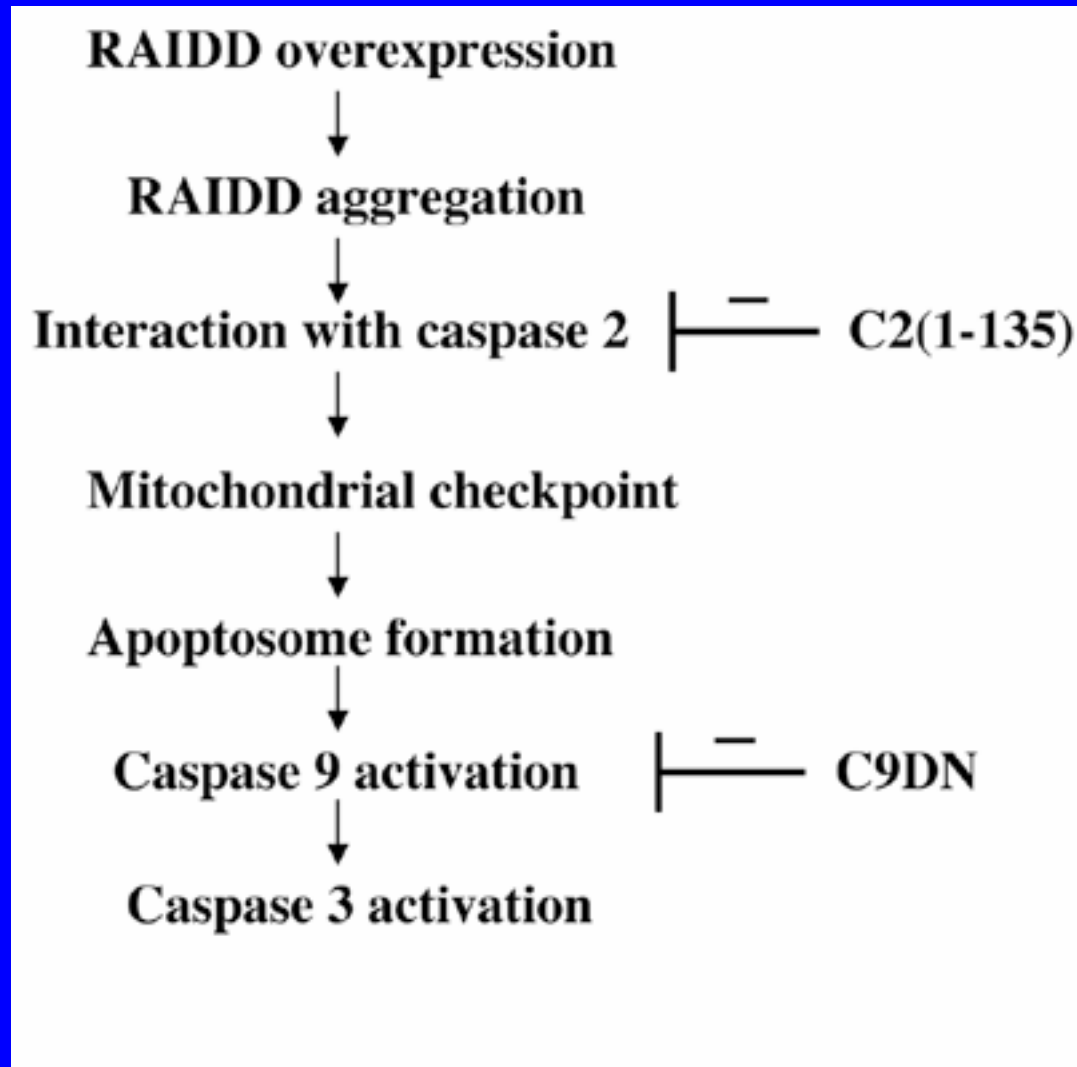 RAIDD overexpression
RAIDD aggregation
Interaction with caspase 2
C2(1-135)
Mitochondrial checkpoint
Apoptosome formation
Caspase 9 activation
C9DN
Caspase 3 activation